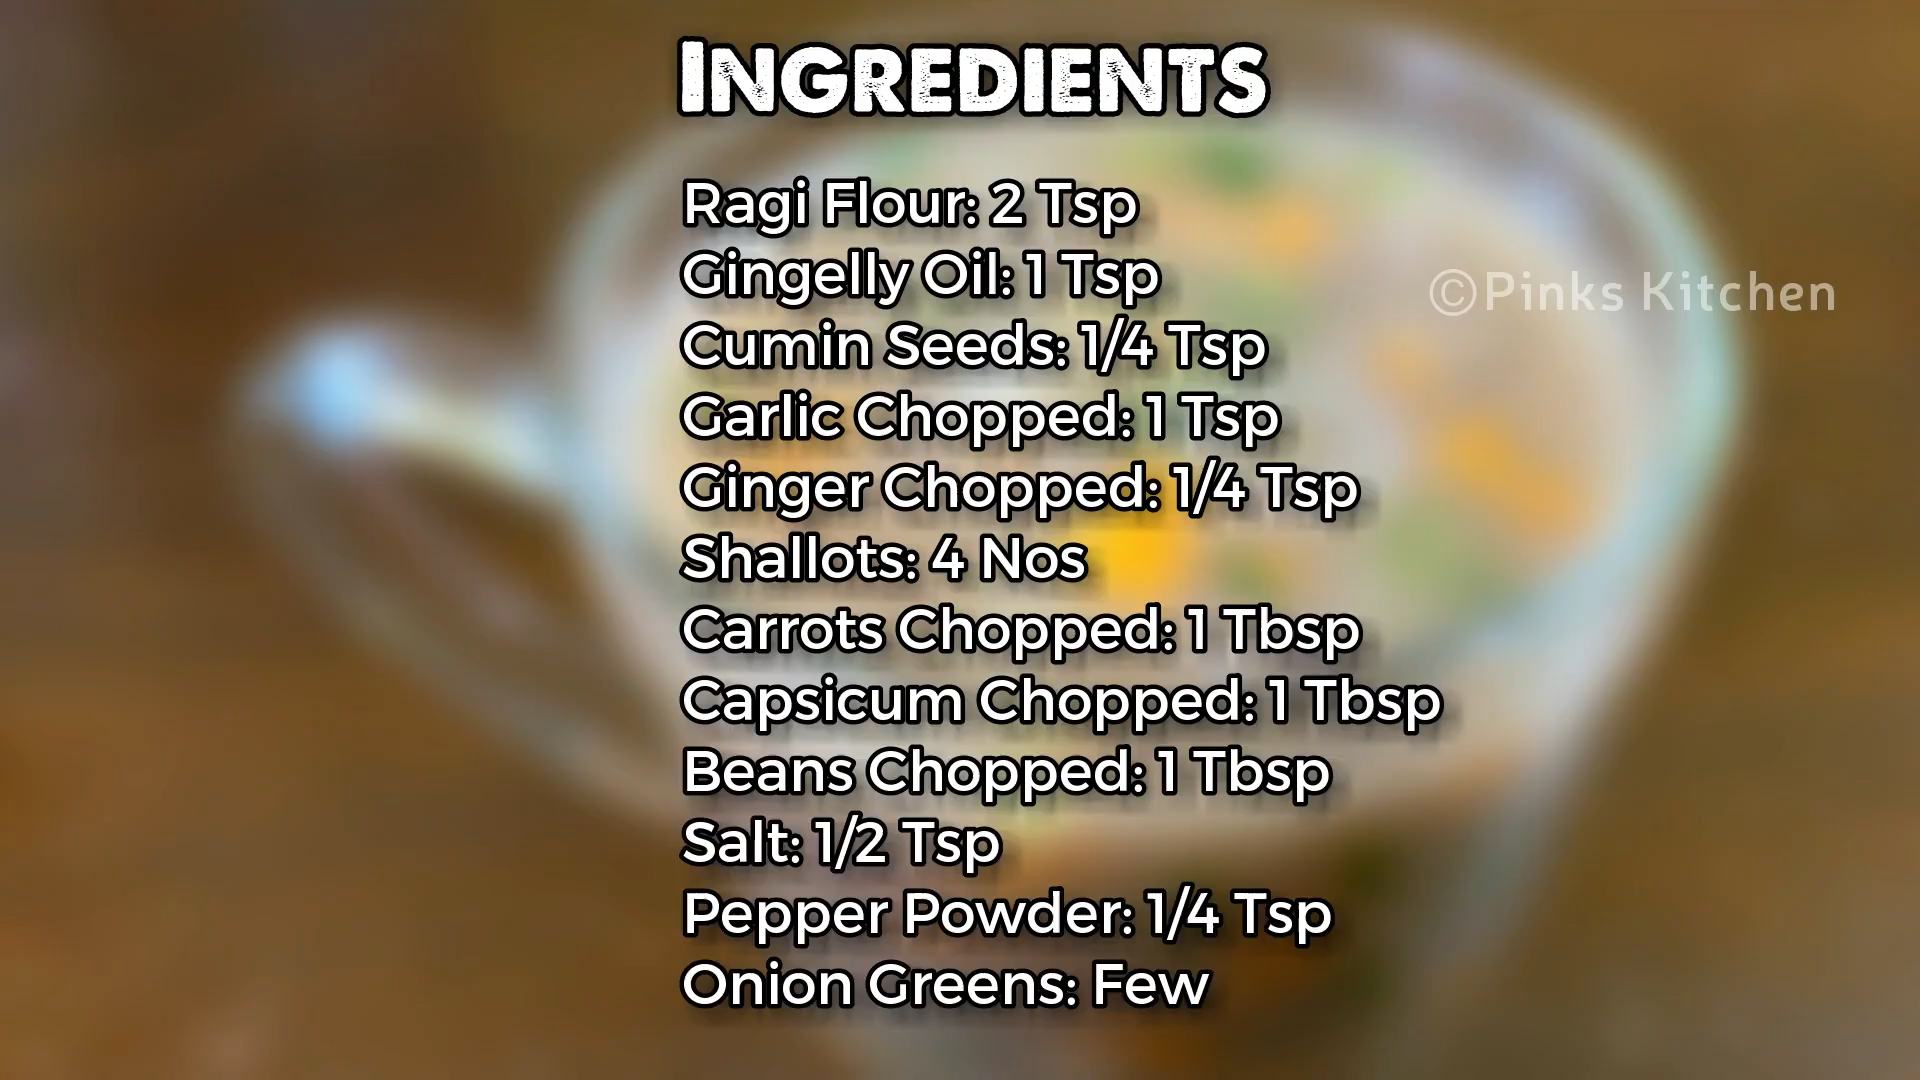 Ingredients
Ragi Flour: 2 Tsp
Gingelly Oil: 1 Tsp
©Pinks Kitchen
Cumin Seeds: 1/4 Tsp
Garlic Chopped: 1 Tsp
Ginger Chopped: 1/4 Tsp
Shallots: 4 Nos
Carrots Chopped: 1 Tbsp
Capsicum Chopped: 1 Tbsp
Beans Chopped: 1 Tbsp
Salt: 1/2 Tsp
Pepper Powder: 1/4 Tsp
Onion Greens: Few